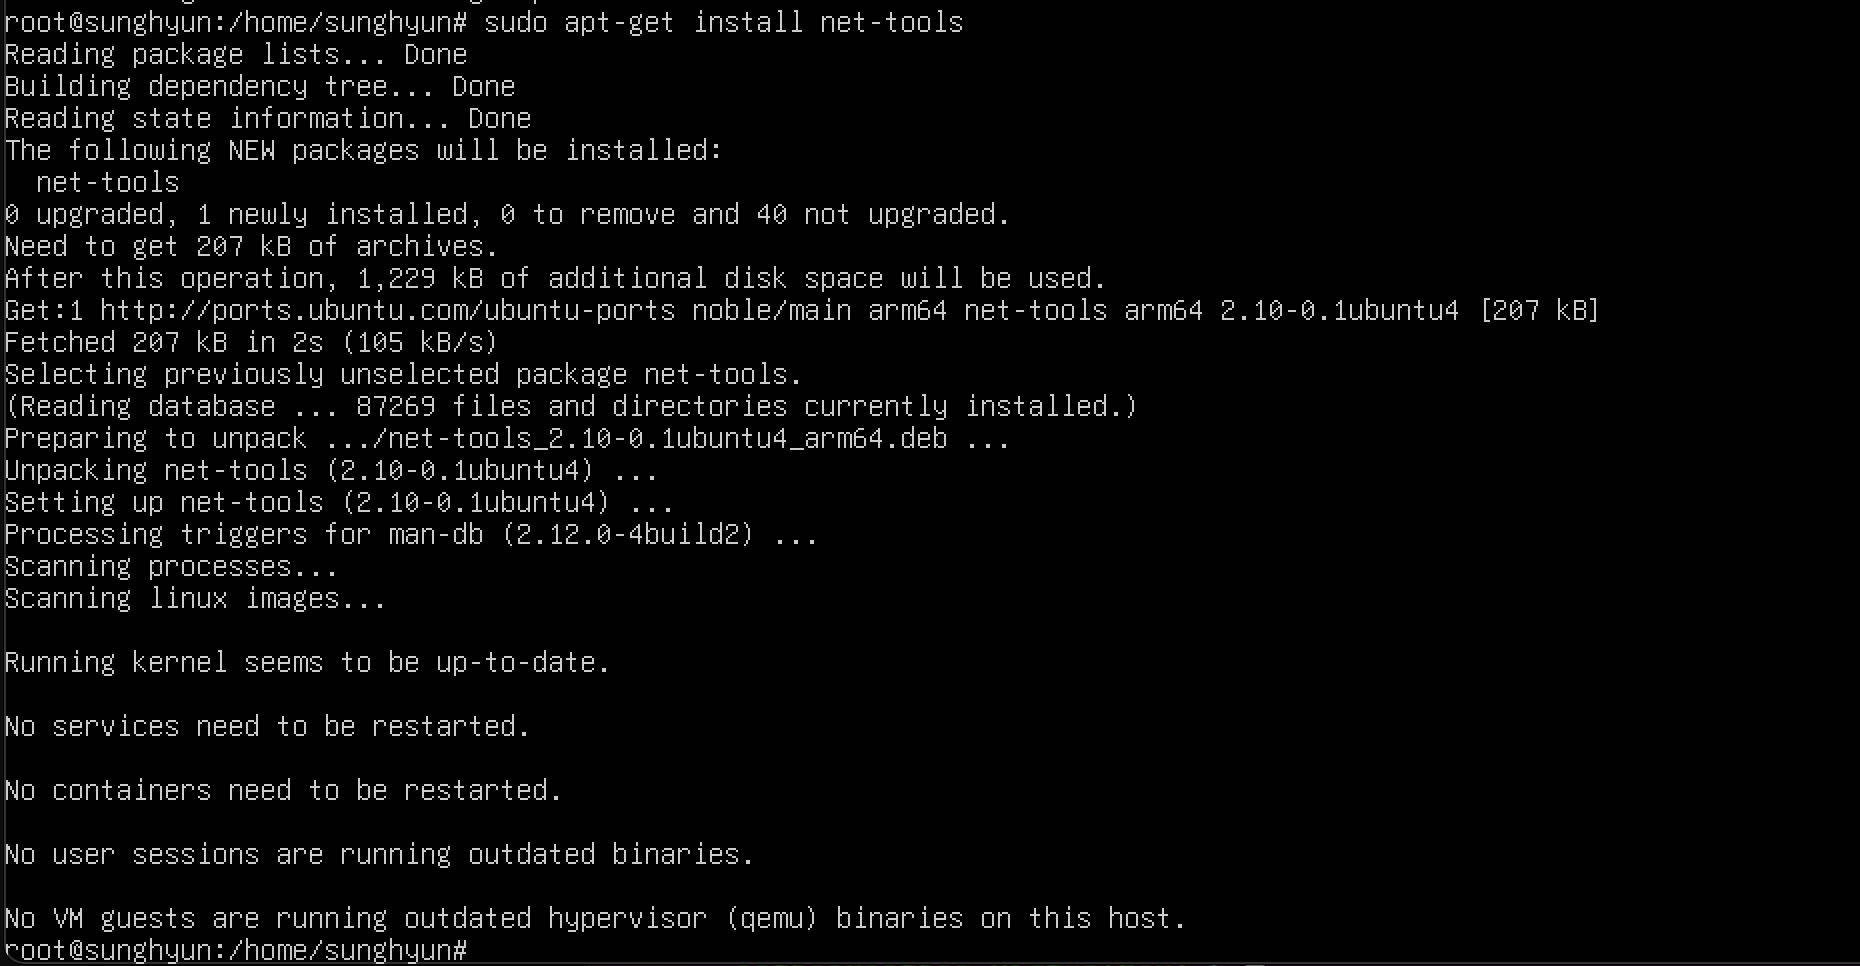 root@sunghyun:/home/sunghyun# sudo apt-get install net-tools
Reading package lists... Done
Building dependency tree... Done
Reading state information... Done
The following NEW packages will be installed:
  net-tools
0 upgraded, 1 newly installed, 0 to remove and 40 not upgraded.
Need to get 207 kB of archives.
After this operation, 1,229 kB of additional disk space will be used.
Get:1 http://ports.ubuntu.com/ubuntu-ports noble/main arm64 net-tools arm64 2.10-0.1ubuntu4 [207 kB]
Fetched 207 kB in 2s (105 kB/s)
Selecting previously unselected package net-tools.
(Reading database ... 87269 files and directories currently installed.)
Preparing to unpack .../net-tools_2.10-0.1ubuntu4_arm64.deb ...
Unpacking net-tools (2.10-0.1ubuntu4) ...
Setting up net-tools (2.10-0.1ubuntu4) ...
Processing triggers for man-db (2.12.0-4build2) ...
Scanning processes...
Scanning linux images...
Running kernel seems to be up-to-date.
No services need to be restarted.
No containers need to be restarted.
No user sessions are running outdated binaries.
No VM guests are running outdated hypervisor (qemu) binaries on this host.
root@sunghyun:/home/sunghyun#